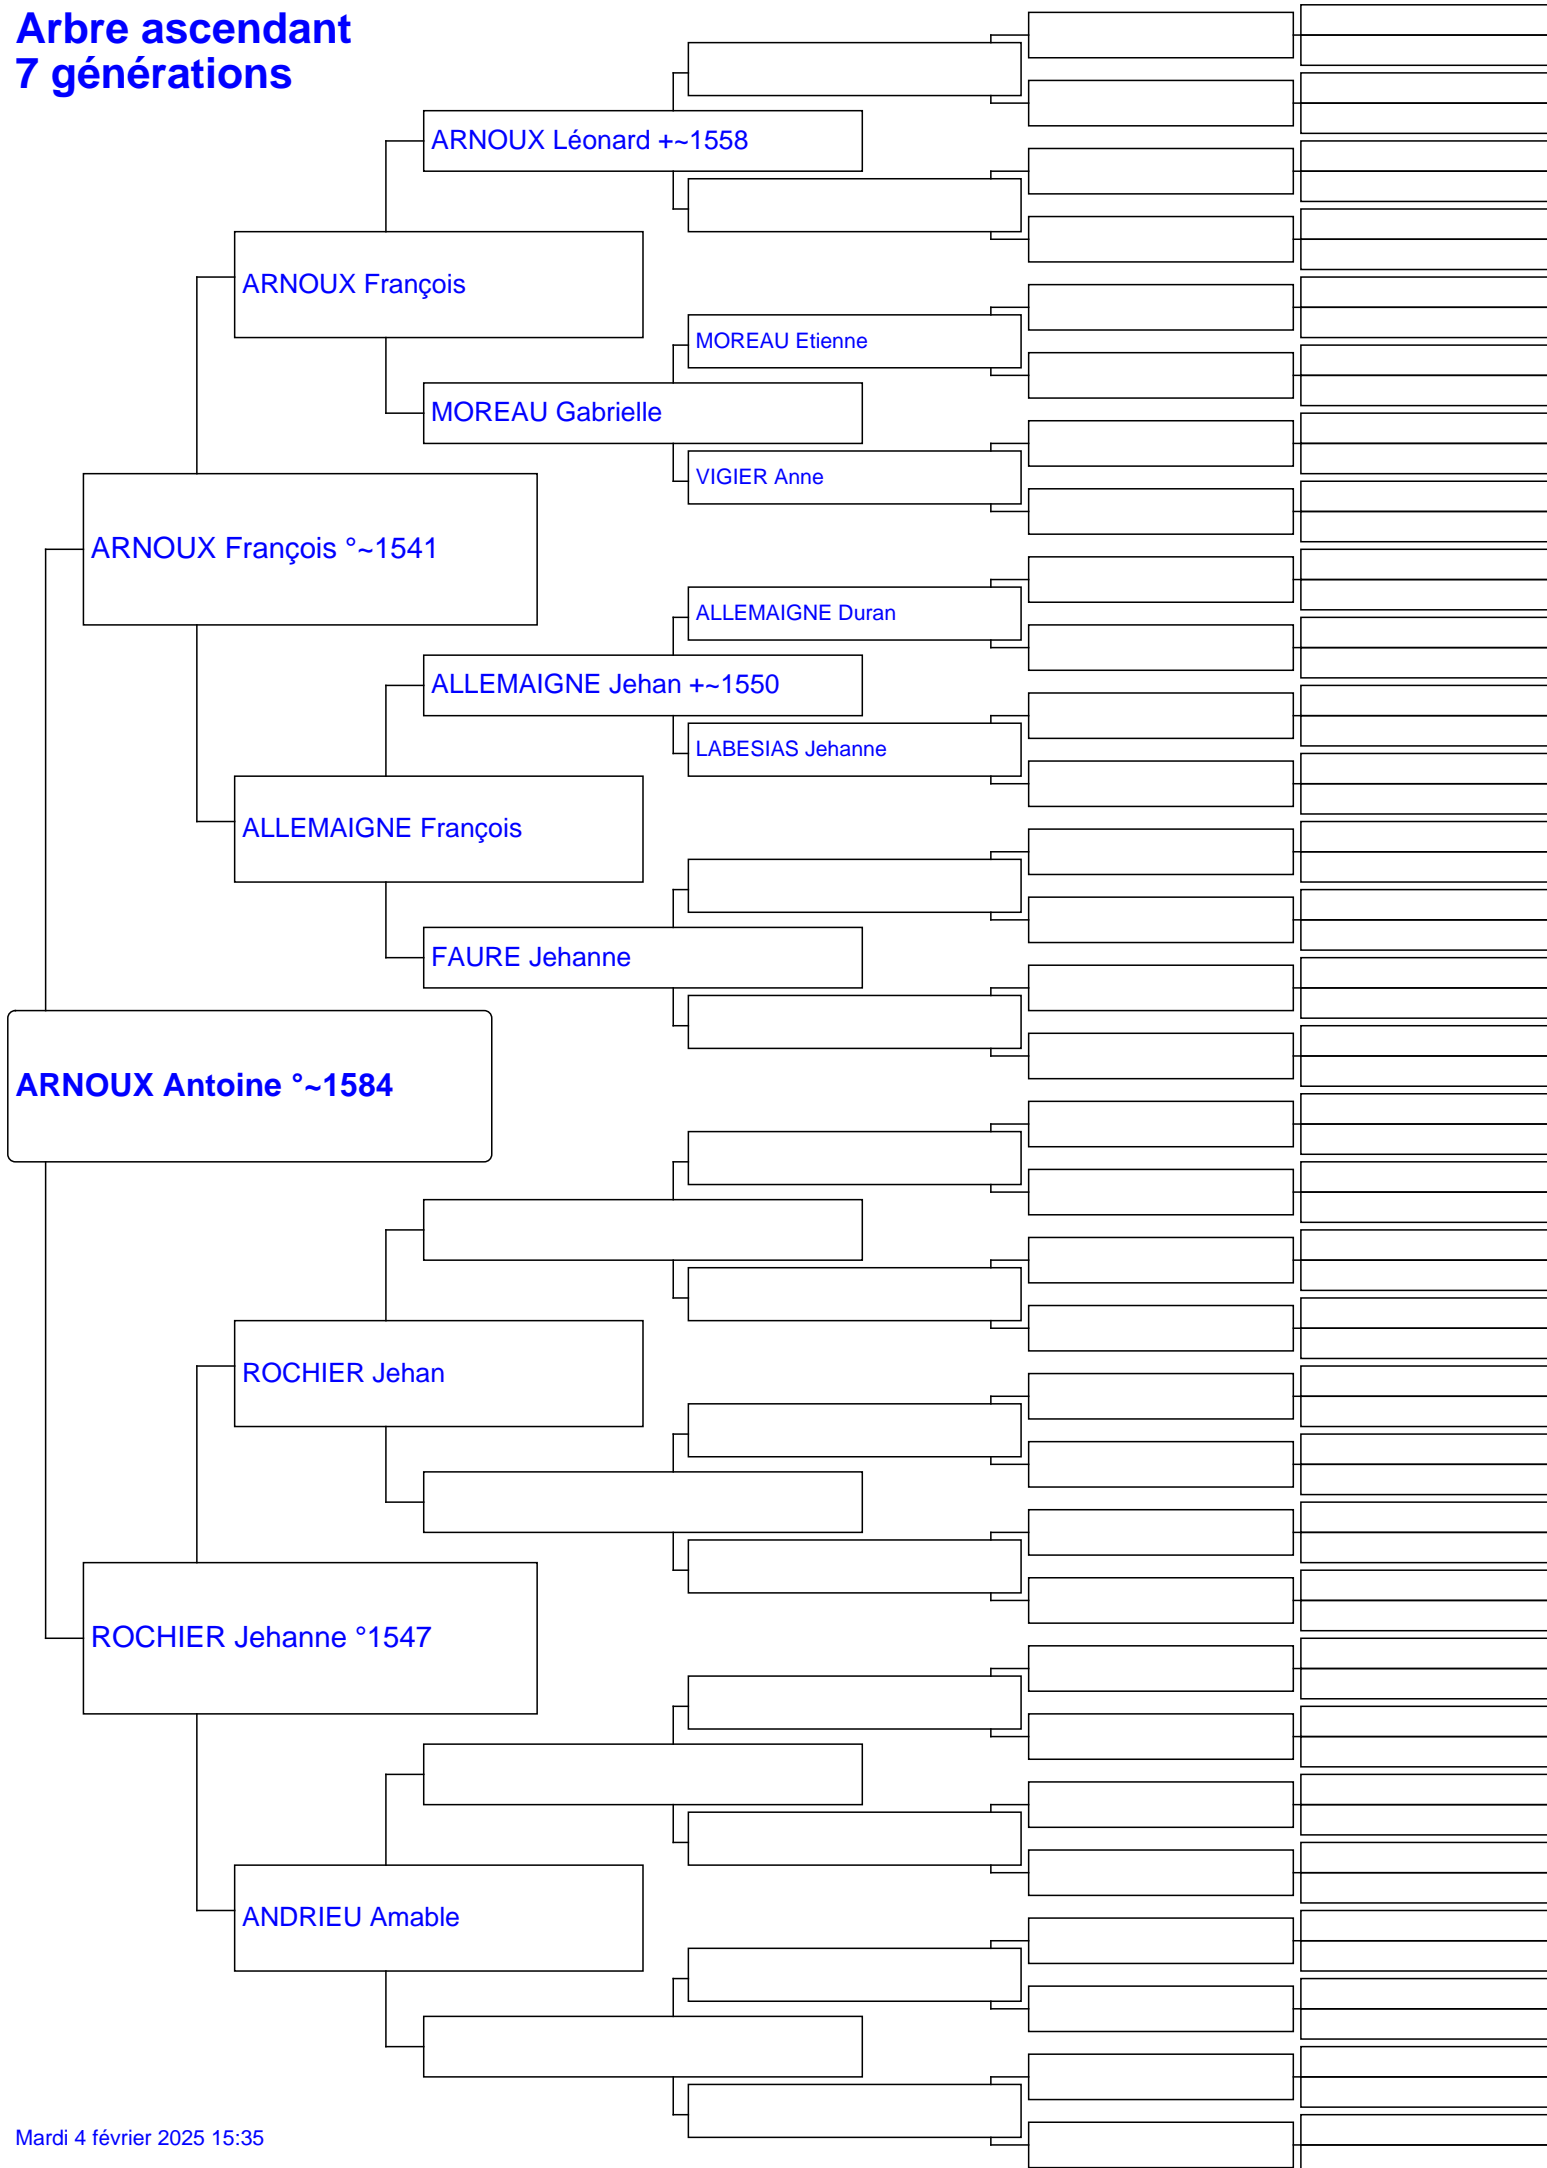 Arbre ascendant
7 générations
ARNOUX Léonard +~1558
ARNOUX François
MOREAU Etienne
MOREAU Gabrielle
VIGIER Anne
ARNOUX François °~1541
ALLEMAIGNE Duran
ALLEMAIGNE Jehan +~1550
LABESIAS Jehanne
ALLEMAIGNE François
FAURE Jehanne
ARNOUX Antoine °~1584
ROCHIER Jehan
ROCHIER Jehanne °1547
ANDRIEU Amable
Mardi 4 février 2025 15:35